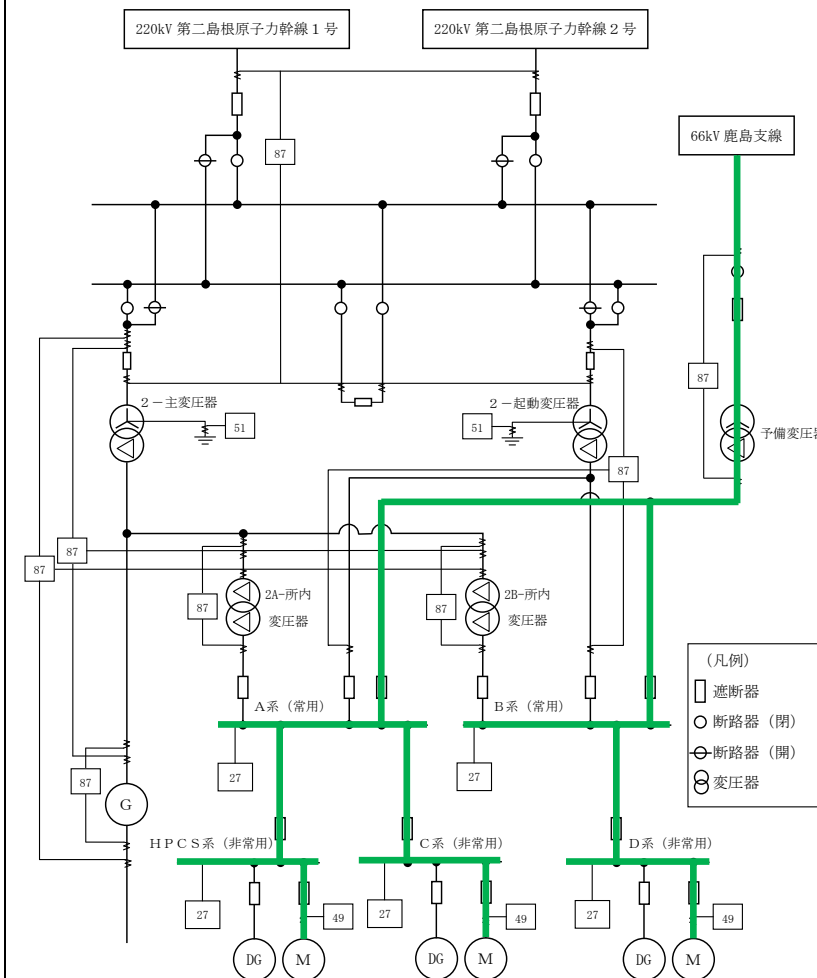 220kV 第二島根原子力幹線１号
220kV 第二島根原子力幹線２号
66kV 鹿島支線
87
87
２－主変圧器
51
２－起動変圧器
51
予備変圧器
87
87
87
2A-所内
変圧器
87
2B-所内
変圧器
87
(凡例)
遮断器
断路器（閉）
断路器（開）
変圧器
A系（常用）
B系（常用）
27
27
87
G
HPCS系（非常用）
C系（非常用）
D系（非常用）
27
49
27
49
27
49
DG
M
DG
M
DG
M